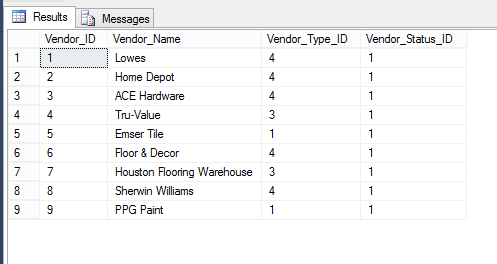 Results Messages
Vendor_ID Vendor_Name Vendor_Type_ID Vendor_Status_ID
1 1 Lowes 4 1
2 2 Home Depot 4 1
3 3 ACE Hardware 4 1
4 4 Tru-Value 3 1
5 5 Emser Tile 1 1
6 6 Floor & Decor 4 1
7 7 Houston Flooring Warehouse 3 1
8 8 Sherwin Williams 4 1
9 9 PPG Paint 1 1